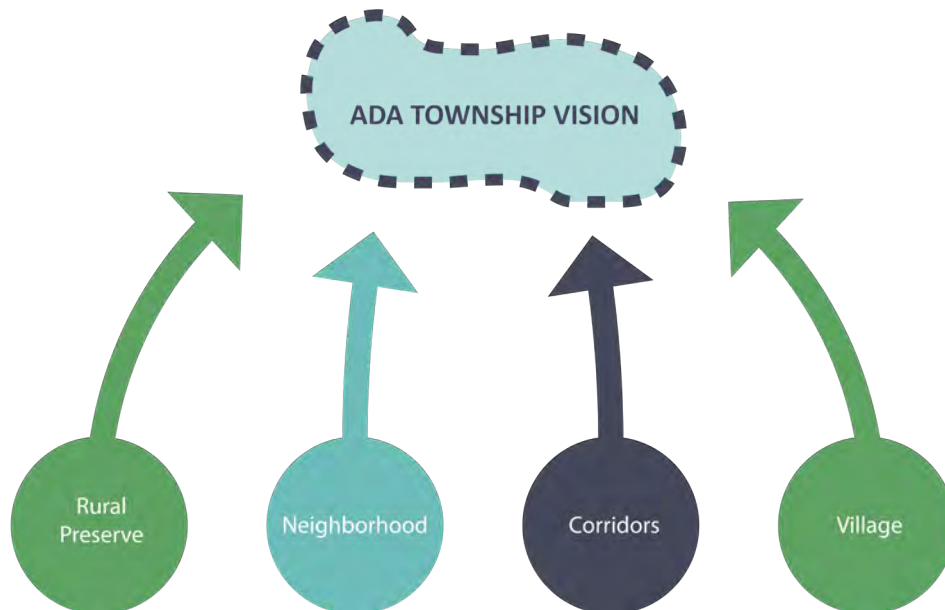 ADA TOWNSHIP VISION
Rural
Preserve
Neighborhood
Corridors
Village